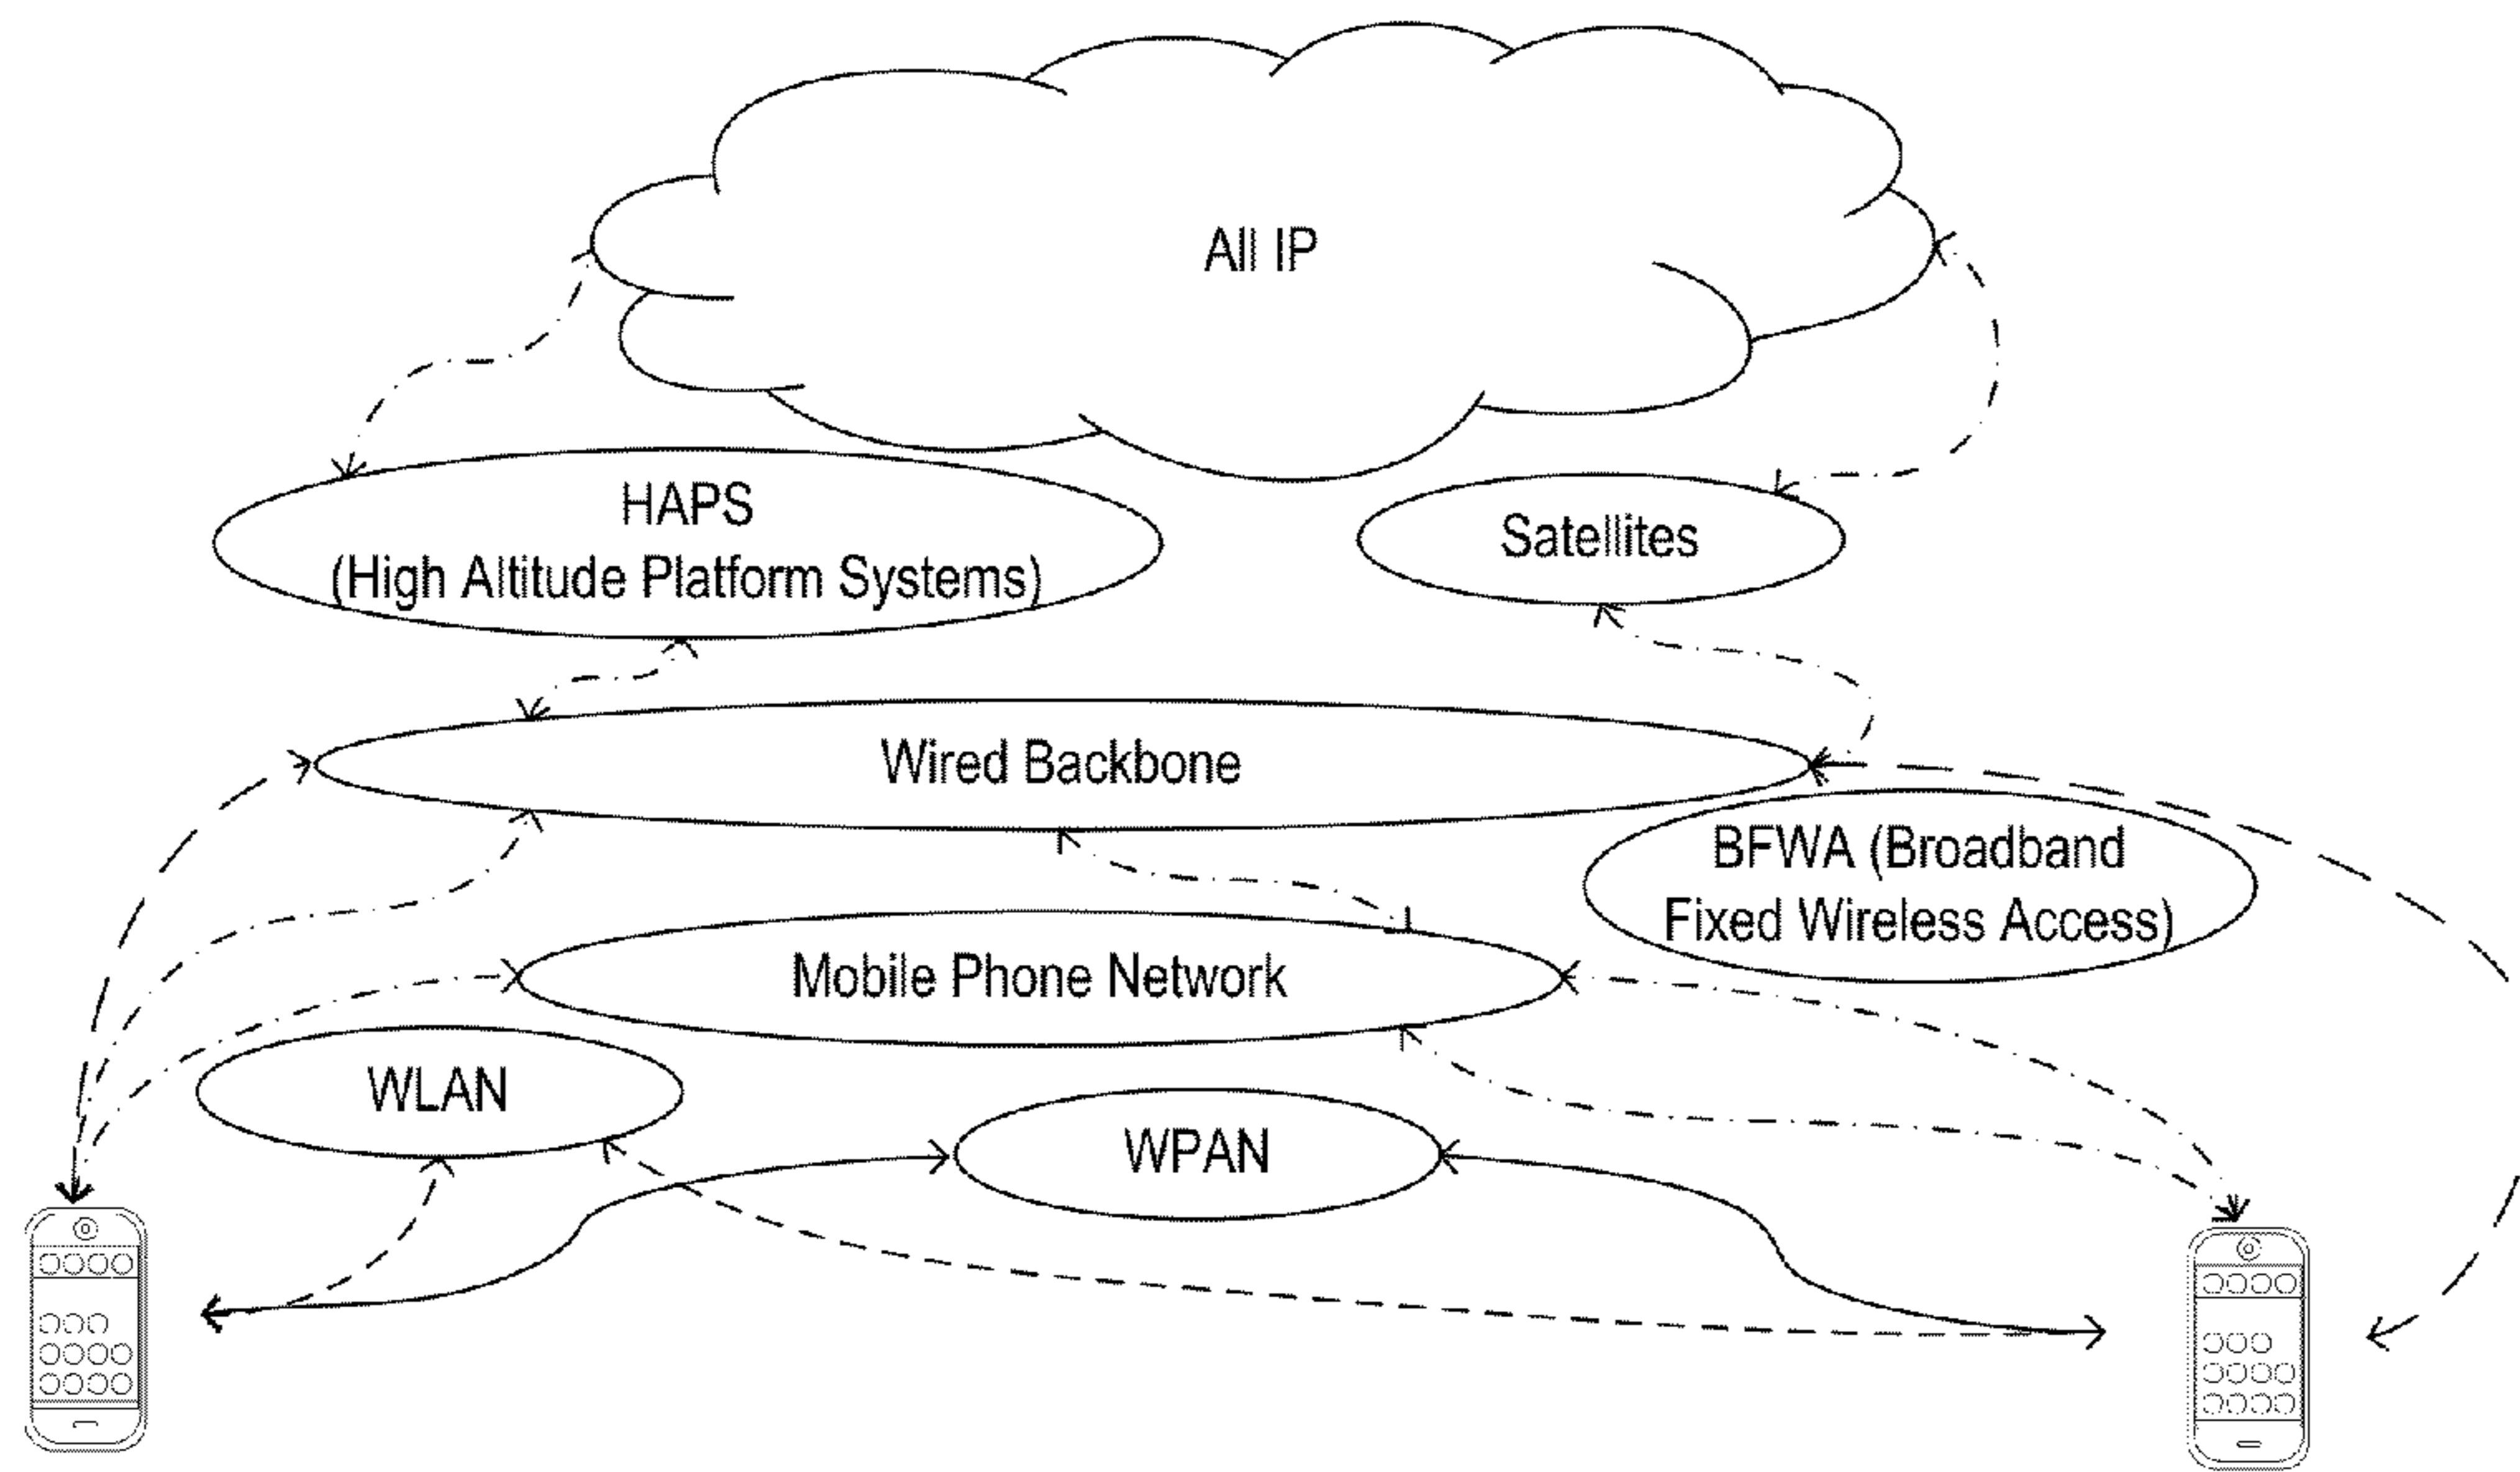 All IP
HAPS
(High Altitude Platform Systems)
Satellites
Wired Backbone
BFWA (Broadband
Fixed Wireless Access)
Mobile Phone Network
WLAN
WPAN